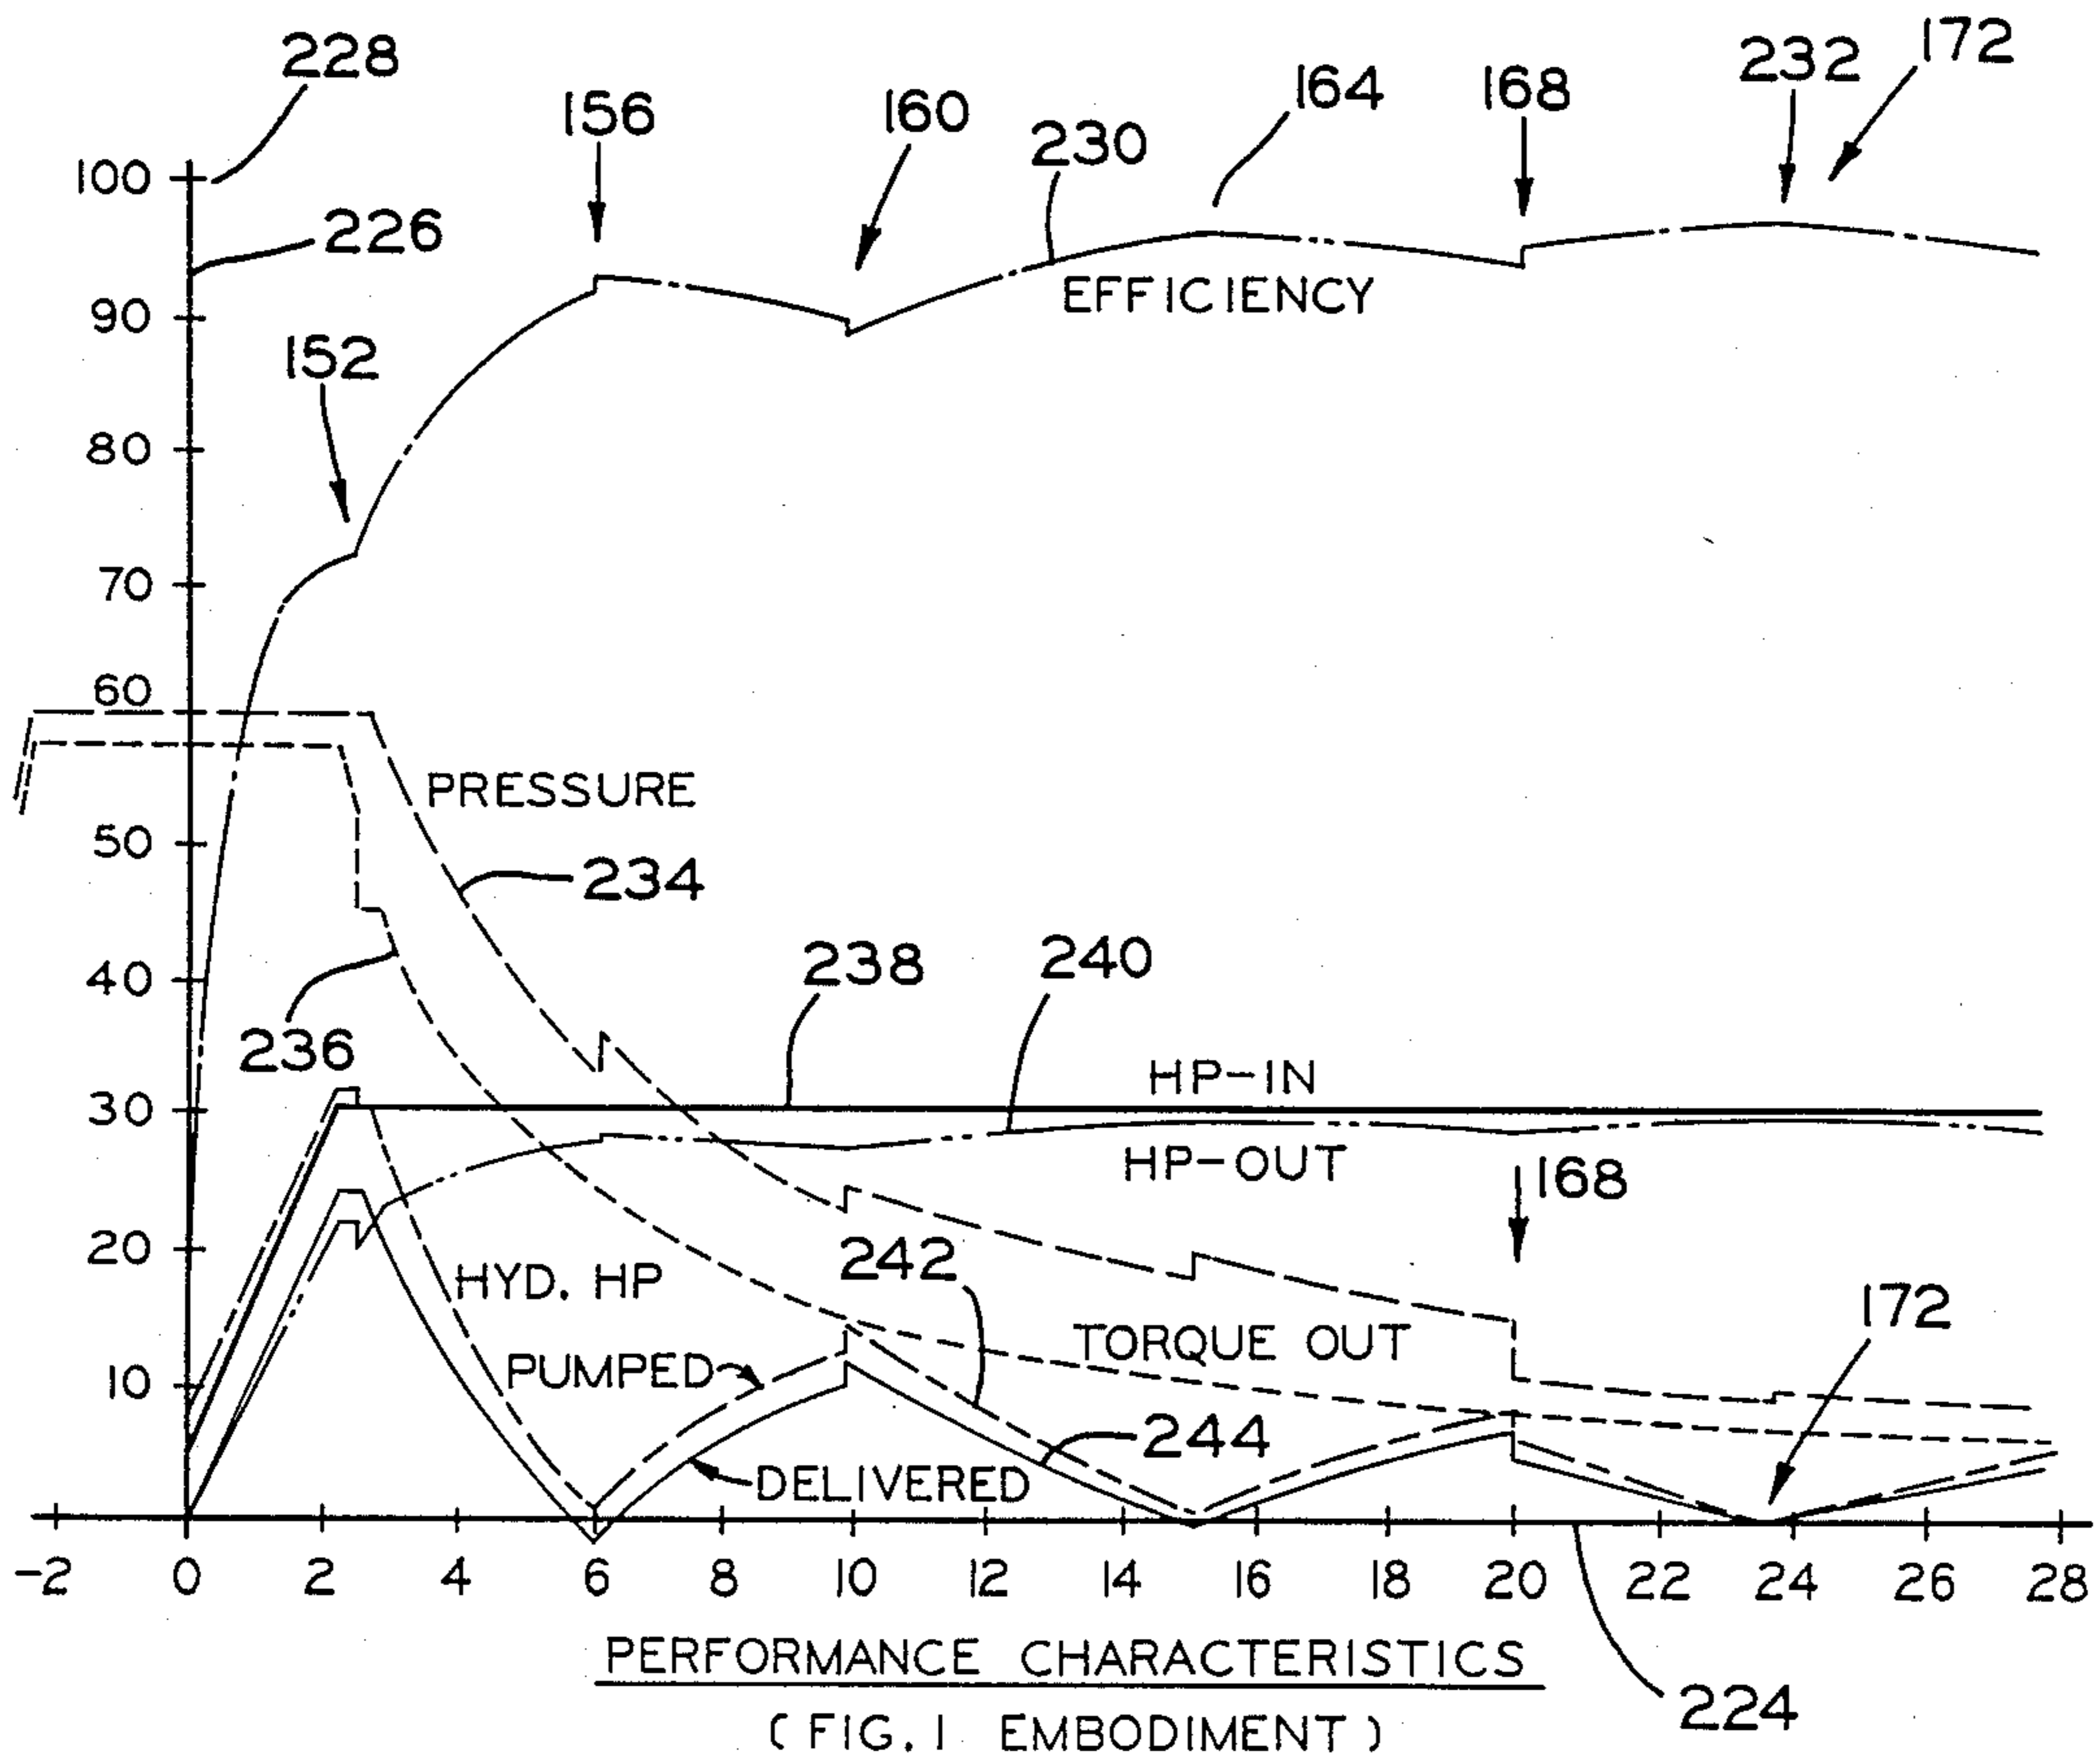 228
172
232
164
168
156
160
230
100
226
90
EFFICIENCY
152
80
70
60
PRESSURE
50
234
238
240
40
236
HP-IN
30
HP-OUT
168
20
242
HYD. HP
172
TORQUE OUT
PUMPED
10
244
DELIVERED
-2 0 2 4 6 8 10 12 14 16 18 20 22 24 26 28
PERFORMANCE CHARACTERISTICS
224
(FIG. 1 EMBODIMENT)